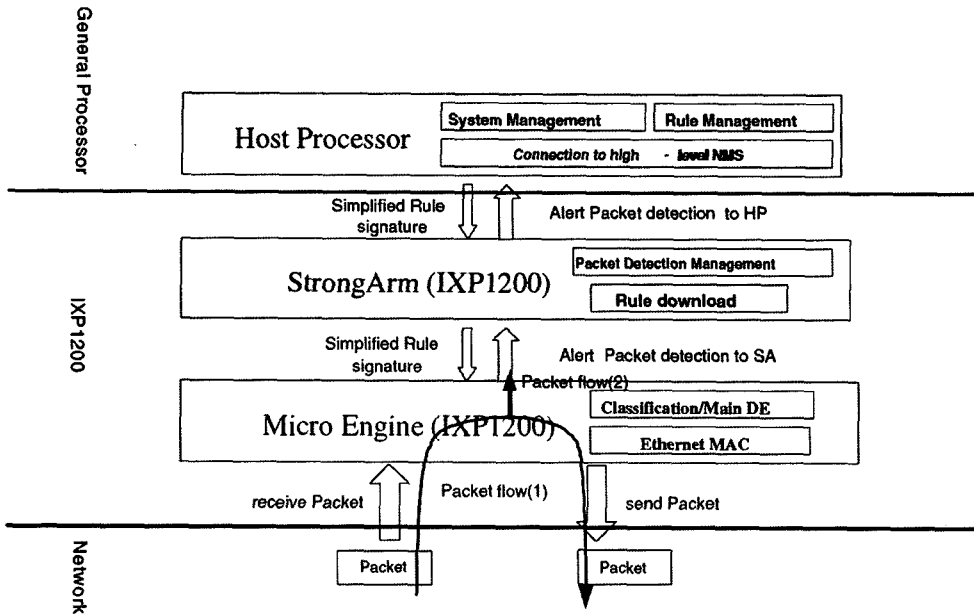 General Processor
Host Processor
System Management
Rule Management
Connection to high - level NMS
Simplified Rule
signature
Alert Packet detection to HP
IXP1200
StrongArm (IXP1200)
Packet Detection Management
Rule download
Simplified Rule
signature
Alert Packet detection to SA
Packet flow(2)
Micro Engine (IXP1200)
Classification/Main DE
Ethernet MAC
receive Packet
Packet flow(1)
send Packet
Network
Packet
Packet